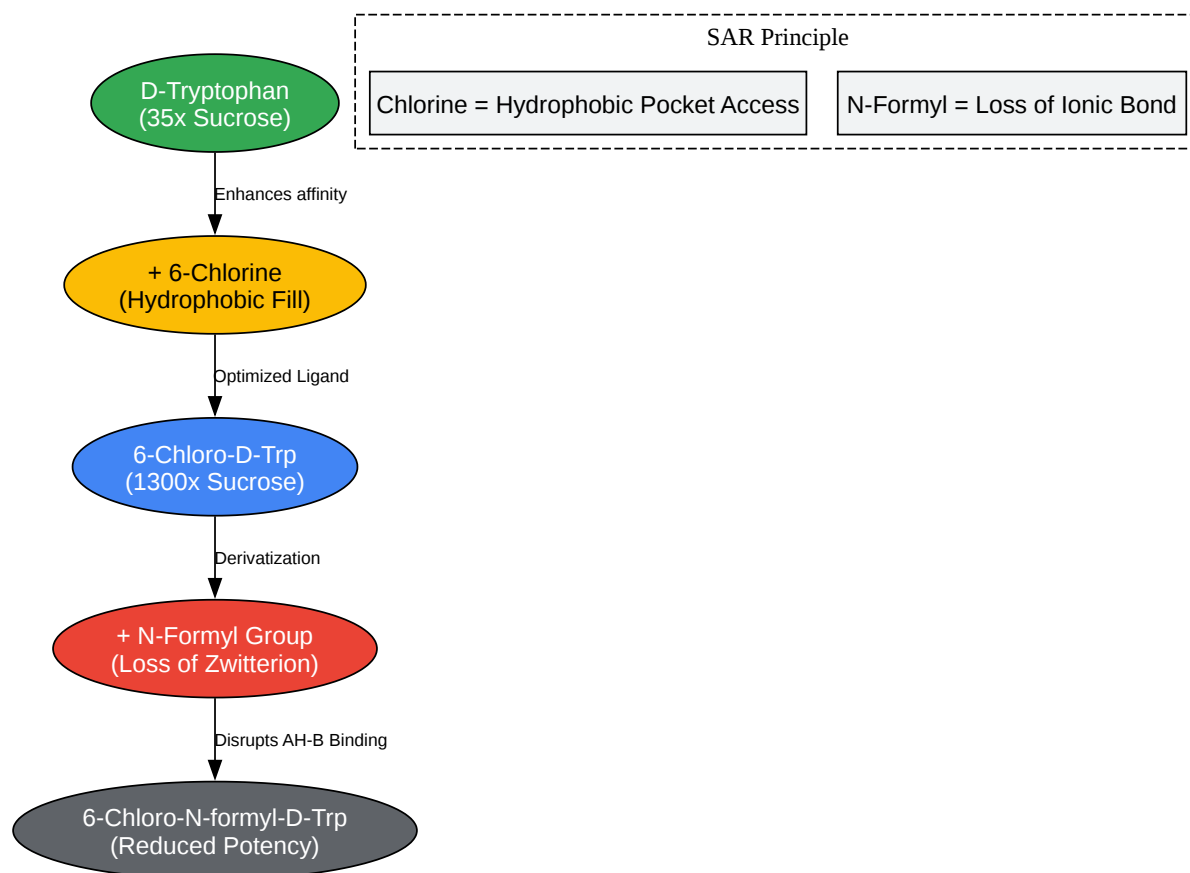 SAR Principle
Chlorine = Hydrophobic Pocket Access
N-Formyl = Loss of Ionic Bond
D-Tryptophan
(35x Sucrose)
Enhances affinity
+ 6-Chlorine
(Hydrophobic Fill)
Optimized Ligand
6-Chloro-D-Trp
(1300x Sucrose)
Derivatization
+ N-Formyl Group
(Loss of Zwitterion)
Disrupts AH-B Binding
6-Chloro-N-formyl-D-Trp
(Reduced Potency)